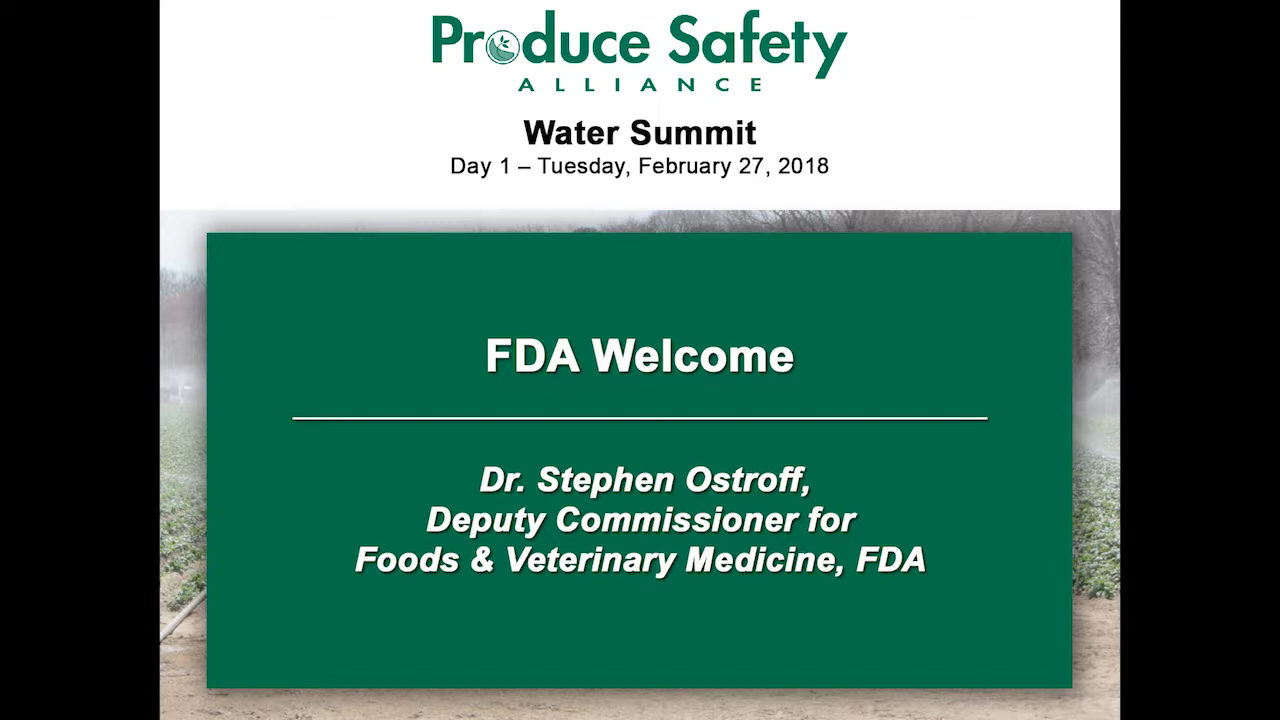 Produce Safety
ALLIANCE
Water Summit
Day 1 – Tuesday, February 27, 2018
FDA Welcome
Dr. Stephen Ostroff,
Deputy Commissioner for
Foods & Veterinary Medicine, FDA